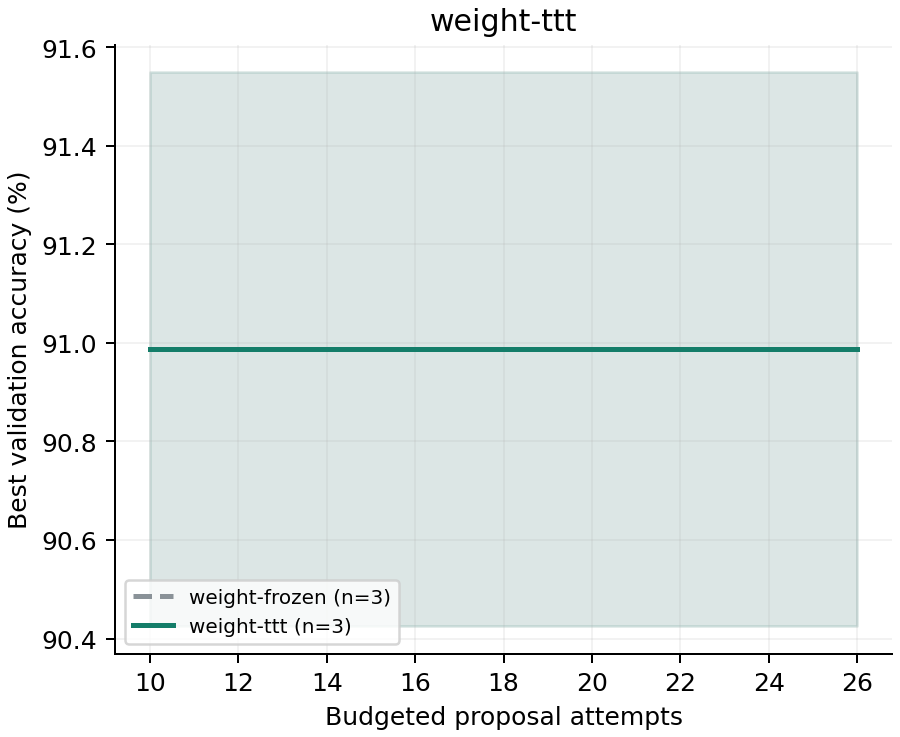 weight-ttt
91.6
91.4
91.2
91.0
90.8
90.6
90.4
Best validation accuracy (%)
weight-frozen (n=3)
weight-ttt (n=3)
10 12 14 16 18 20 22 24 26
Budgeted proposal attempts